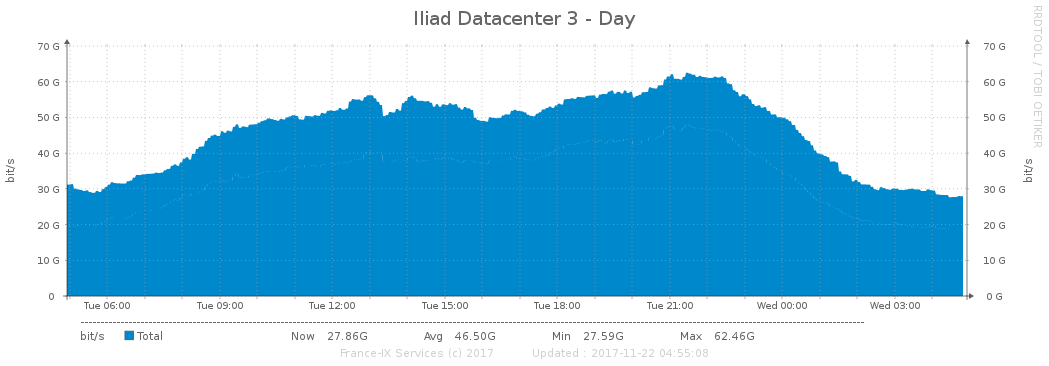 Iliad Datacenter 3 - Day
RRDTOOL / TOBI OETIKER
70 G 70 G
60 G 60 G
50 G 50 G
40 G 40 G
30 G 30 G
20 G 20 G
10 G 10 G
0 0 G
bit/s bit/s
Tue 06:00 Tue 09:00 Tue 12:00 Tue 15:00 Tue 18:00 Tue 21:00 Wed 00:00 Wed 03:00
bit/s Total Now 27.86G Avg 46.50G Min 27.59G Max 62.46G
France-IX Services (c) 2017 Updated : 2017-11-22 04:55:08